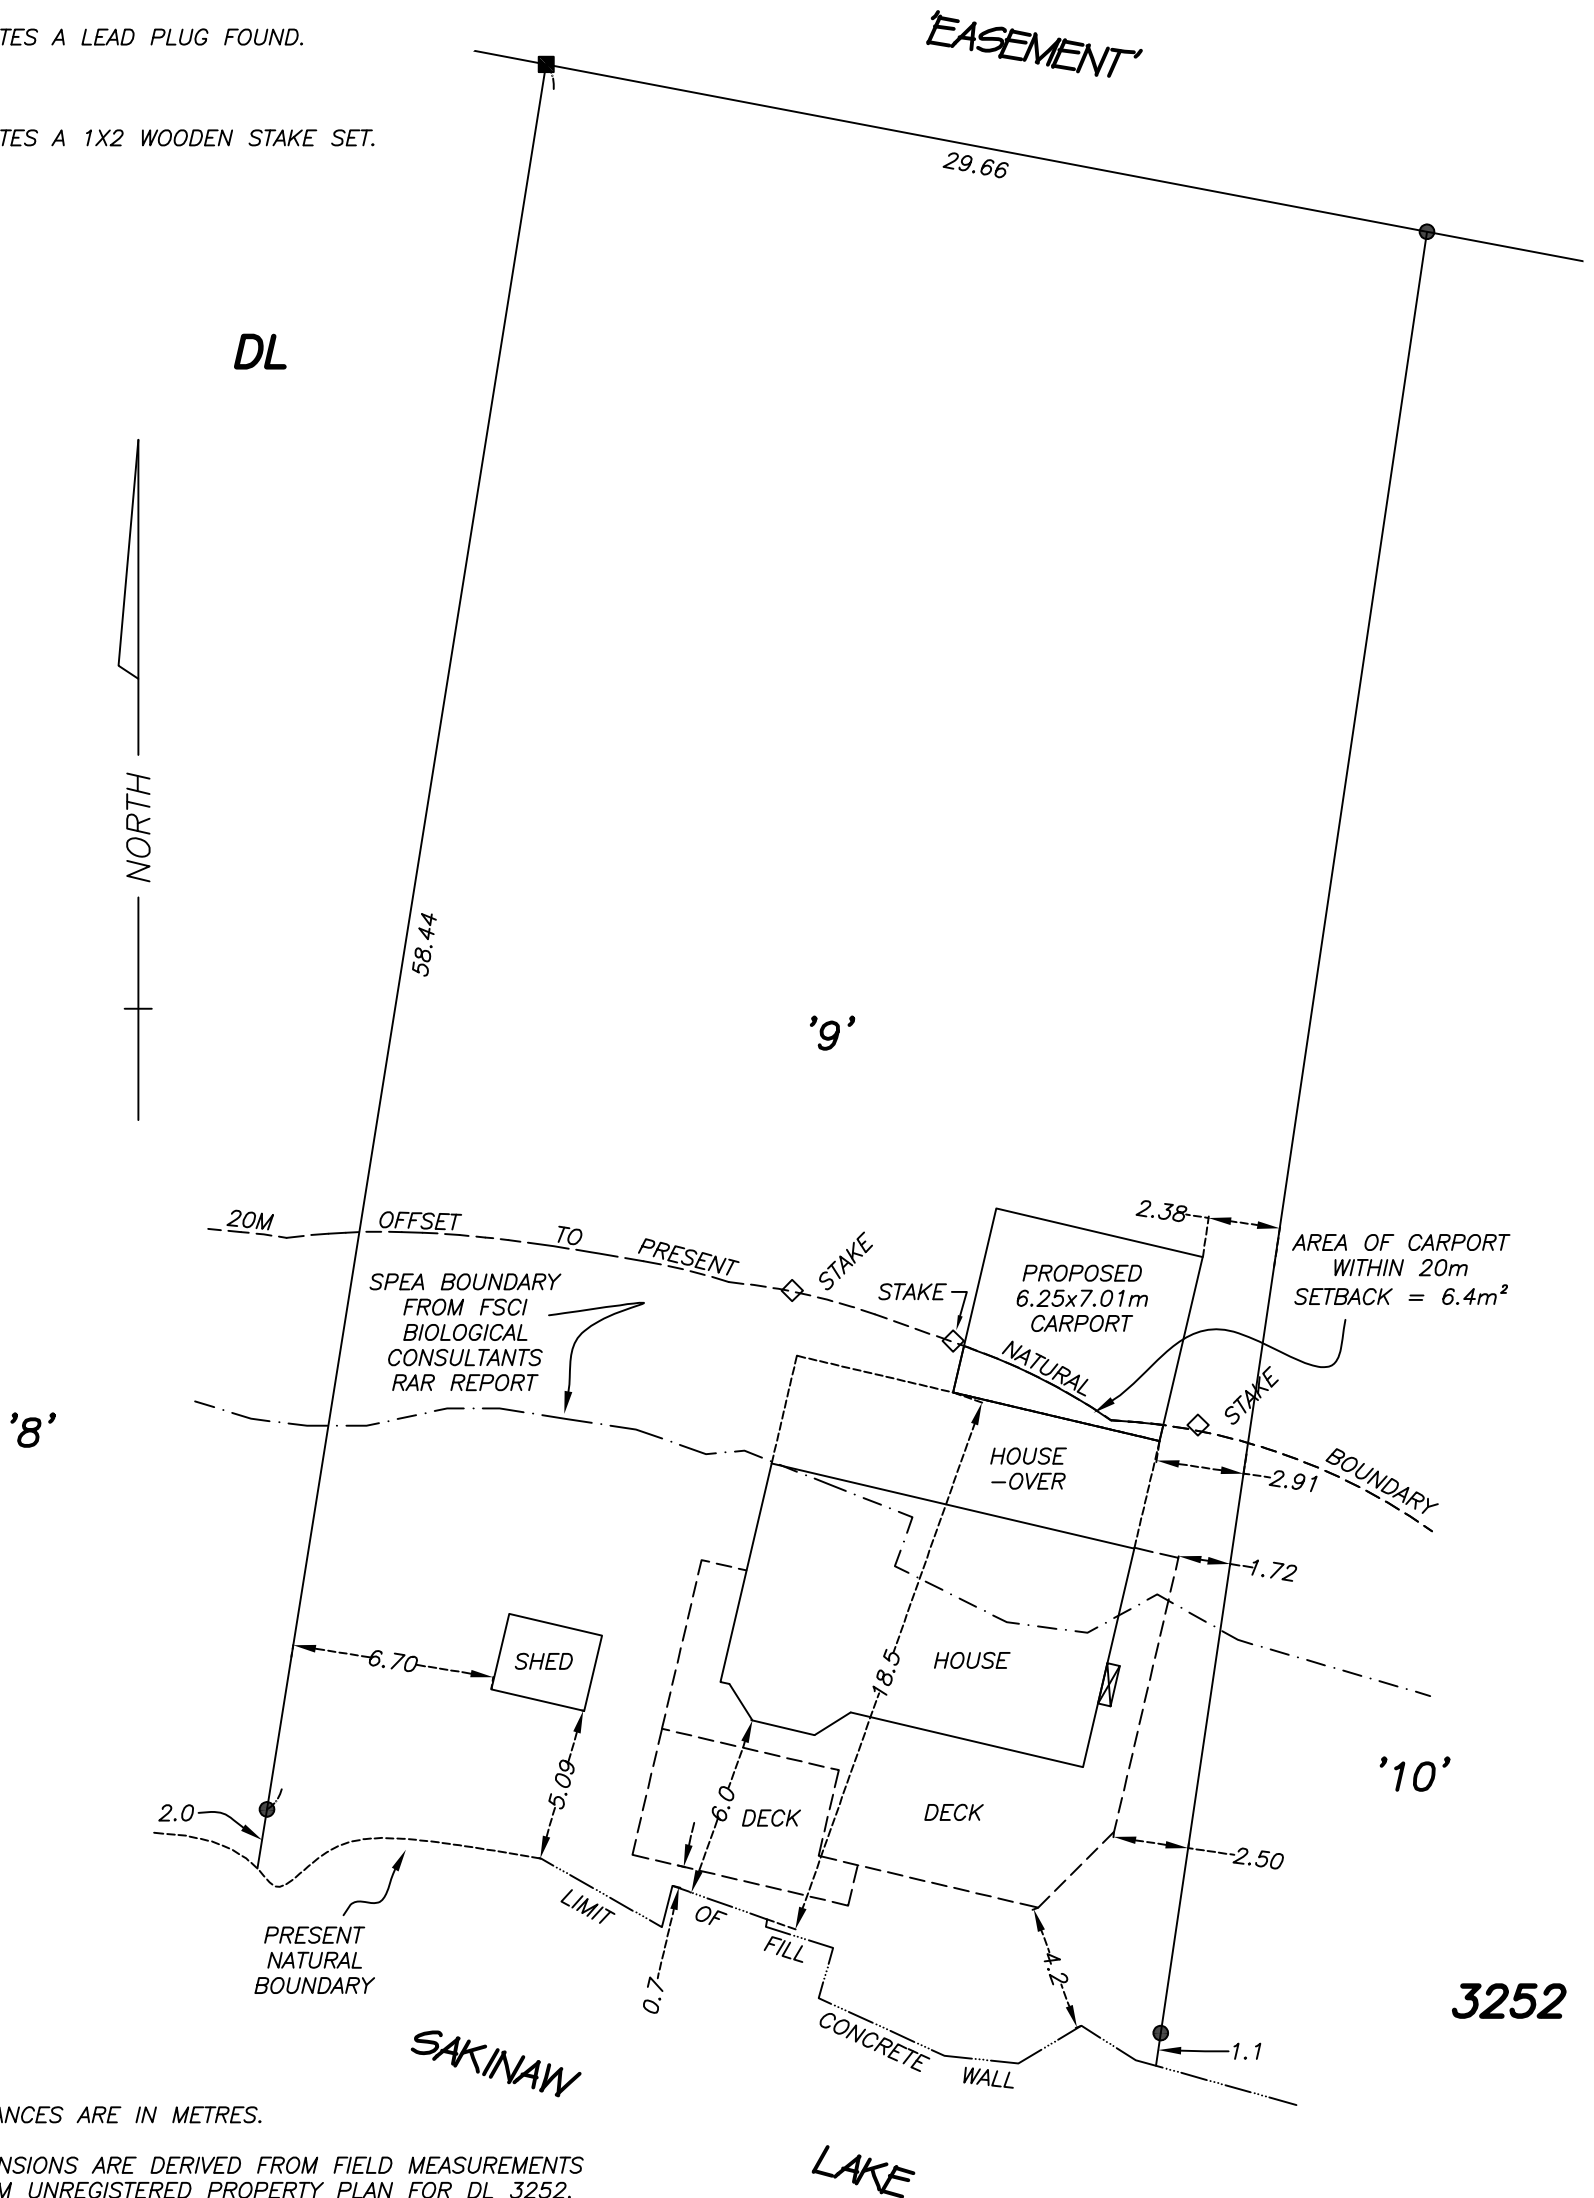 TES A LEAD PLUG FOUND.
'EASEMENT'
TES A 1X2 WOODEN STAKE SET.
29.66
DL
NORTH
58.44
'9'
20M OFFSET TO PRESENT NATURAL BOUNDARY
STAKE
STAKE
STAKE
2.38
PROPOSED
6.25x7.01m
CARPORT
AREA OF CARPORT
WITHIN 20m
SETBACK = 6.4m²
SPEA BOUNDARY
FROM FSCI
BIOLOGICAL
CONSULTANTS
RAR REPORT
'8'
HOUSE
-OVER
2.91
1.72
6.70
SHED
18.5
HOUSE
5.09
6.0
DECK
DECK
'10'
2.0
2.50
PRESENT
NATURAL
BOUNDARY
LIMIT OF FILL
0.7
4.2
CONCRETE WALL
3252
1.1
SAKINAW
LAKE
ANCES ARE IN METRES.
NSIONS ARE DERIVED FROM FIELD MEASUREMENTS
M UNREGISTERED PROPERTY PLAN FOR DL 3252.